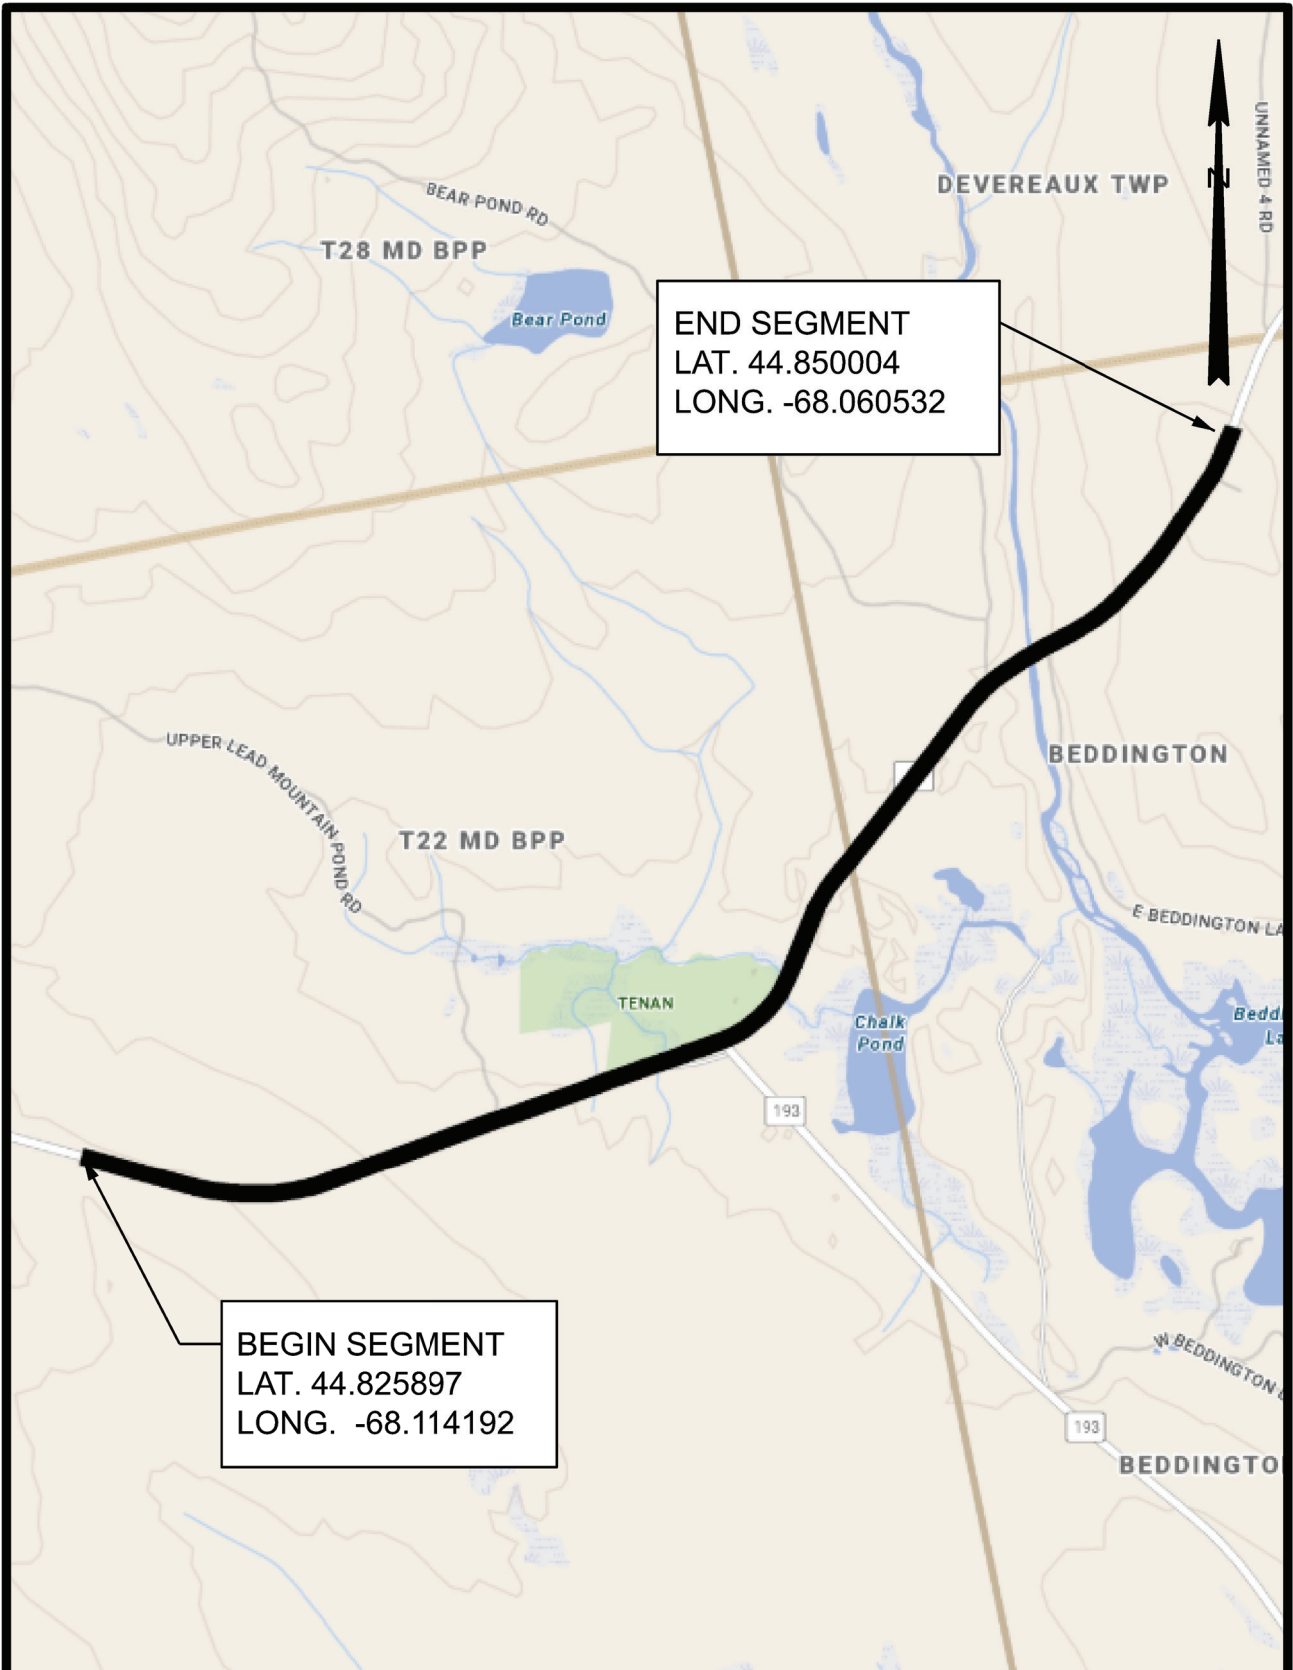 UNNAMED 4 RD
N
DEVEREAUX TWP
BEAR POND RD
T28 MD BPP
Bear Pond
END SEGMENT
LAT. 44.850004
LONG. -68.060532
UPPER LEAD MOUNTAIN POND RD
BEDDINGTON
T22 MD BPP
E BEDDINGTON LA
TENAN
Chalk
Pond
Beddi
La
193
BEGIN SEGMENT
LAT. 44.825897
LONG. -68.114192
W BEDDINGTON
193
BEDDINGTO